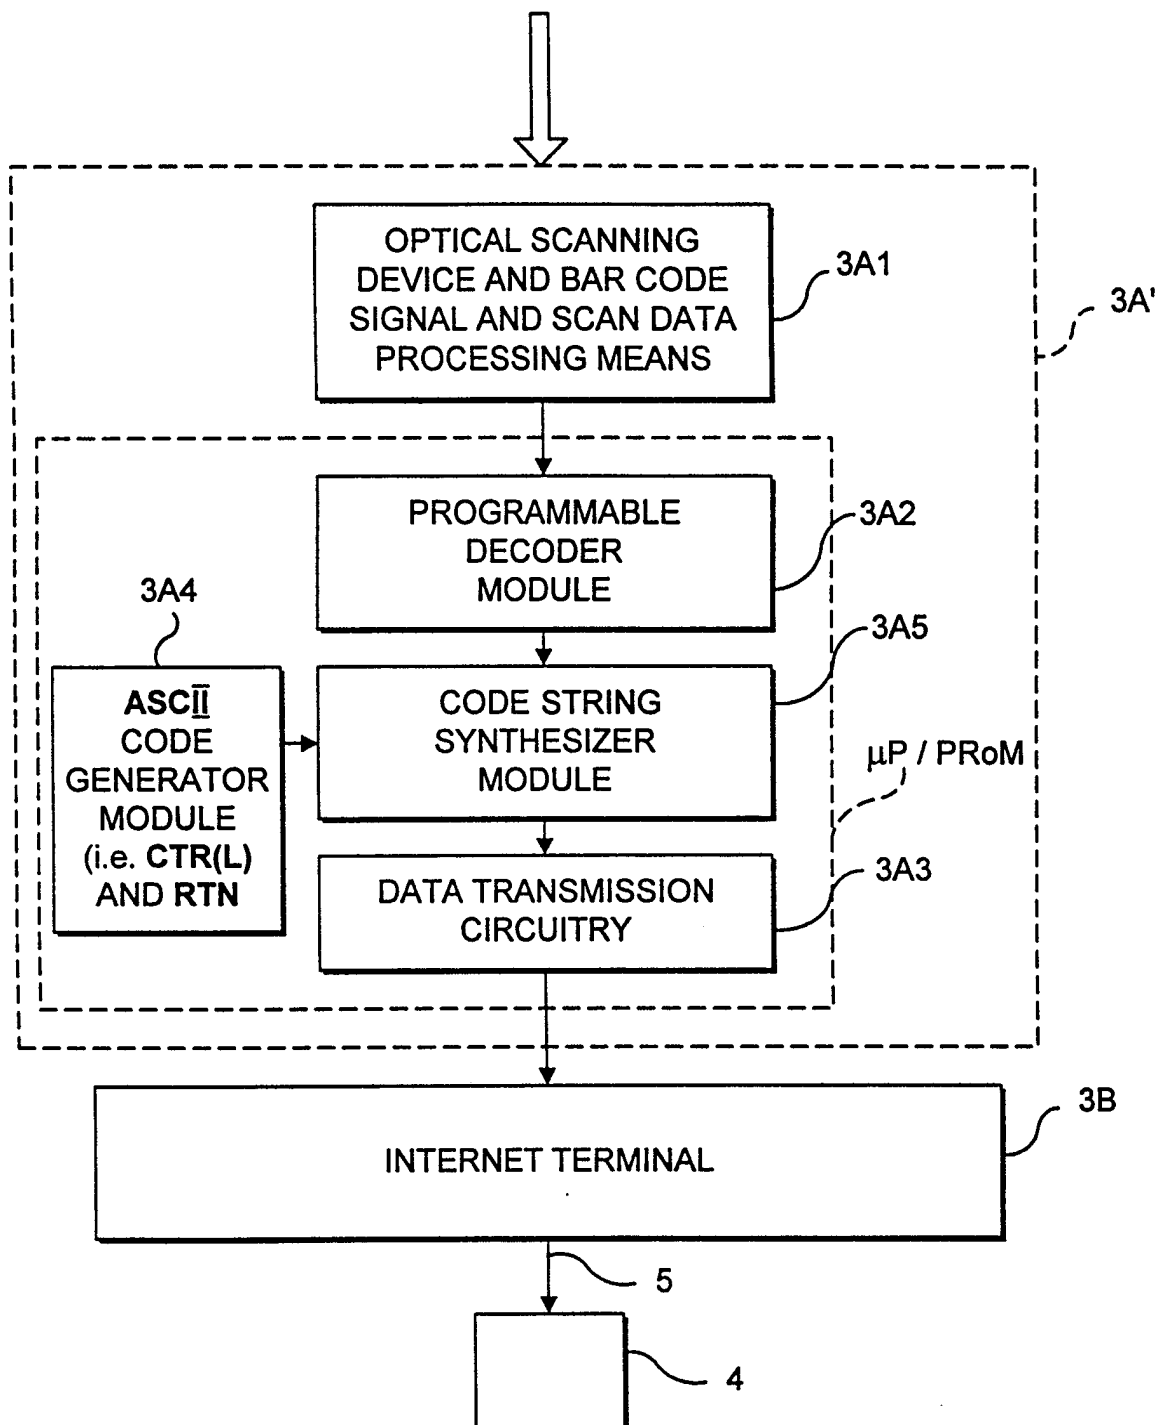 OPTICAL SCANNING
DEVICE AND BAR CODE
SIGNAL AND SCAN DATA
PROCESSING MEANS
3A1
3A'
PROGRAMMABLE
DECODER
MODULE
3A2
3A4
3A5
ASCII
CODE
GENERATOR
MODULE
(i.e. CTR(L)
AND RTN
CODE STRING
SYNTHESIZER
MODULE
μP / PRoM
DATA TRANSMISSION
CIRCUITRY
3A3
INTERNET TERMINAL
3B
5
4